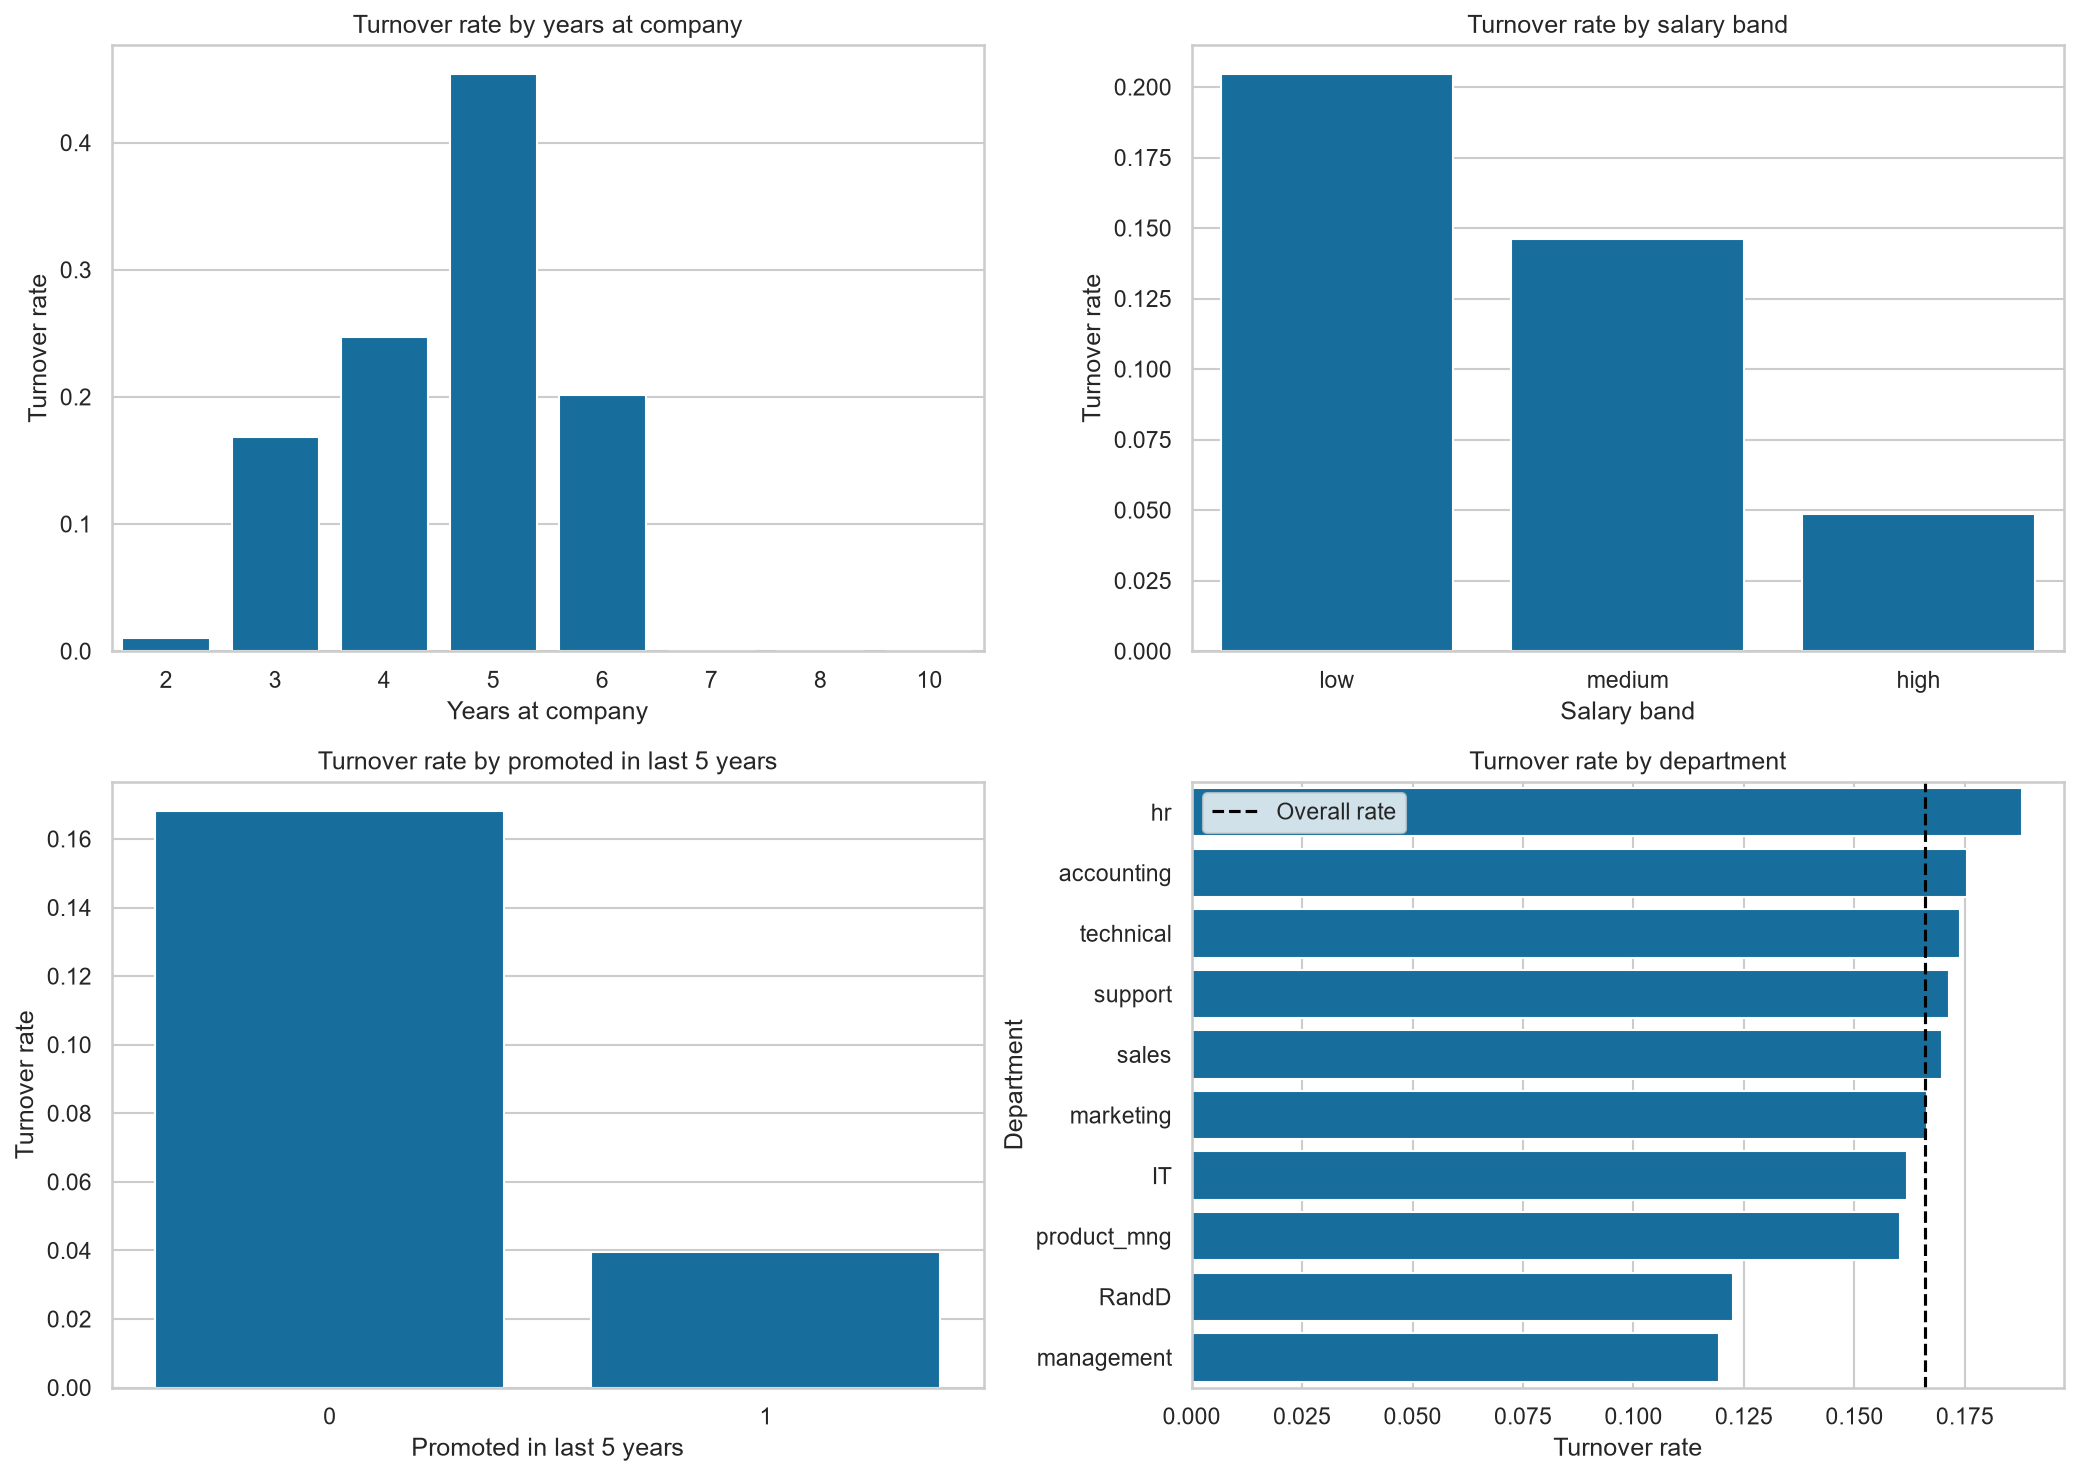 Turnover rate by years at company
Turnover rate
0.4
0.3
0.2
0.1
0.0
2 3 4 5 6 7 8 10
Years at company
Turnover rate by salary band
Turnover rate
0.200
0.175
0.150
0.125
0.100
0.075
0.050
0.025
0.000
low medium high
Salary band
Turnover rate by promoted in last 5 years
Turnover rate
0.16
0.14
0.12
0.10
0.08
0.06
0.04
0.02
0.00
0 1
Promoted in last 5 years
Turnover rate by department
Department
Overall rate
hr
accounting
technical
support
sales
marketing
IT
product_mng
RandD
management
0.000 0.025 0.050 0.075 0.100 0.125 0.150 0.175
Turnover rate